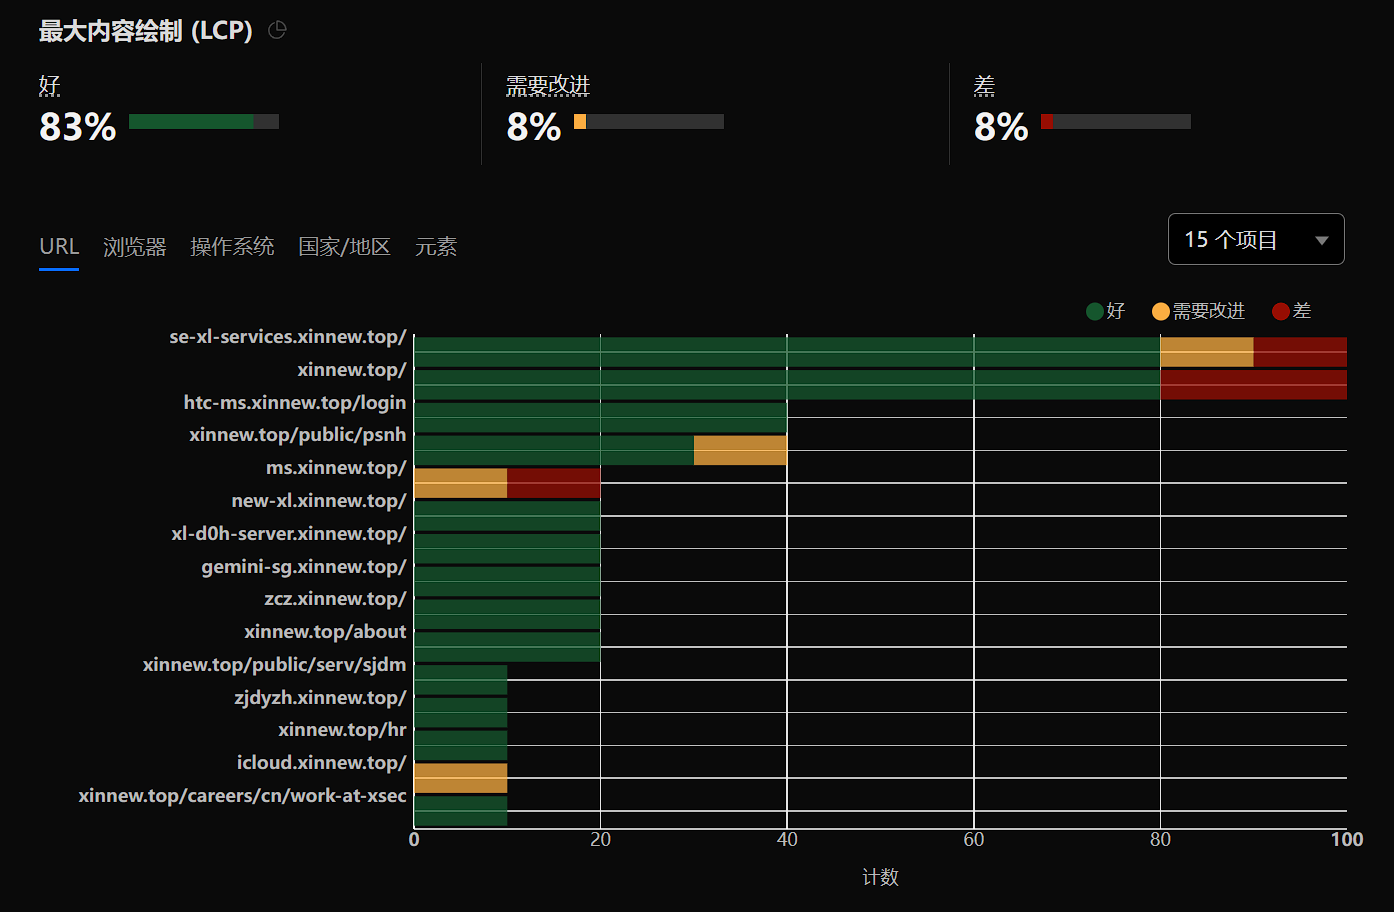 最大内容绘制 (LCP)
好
83%
需要改进
8%
差
8%
URL 浏览器 操作系统 国家/地区 元素
15 个项目
好 需要改进 差
se-xl-services.xinnew.top/
xinnew.top/
htc-ms.xinnew.top/login
xinnew.top/public/psnh
ms.xinnew.top/
new-xl.xinnew.top/
xl-d0h-server.xinnew.top/
gemini-sg.xinnew.top/
zcz.xinnew.top/
xinnew.top/about
xinnew.top/public/serv/sjdm
zjdyzh.xinnew.top/
xinnew.top/hr
icloud.xinnew.top/
xinnew.top/careers/cn/work-at-xsec
0 20 40 60 80 100
计数